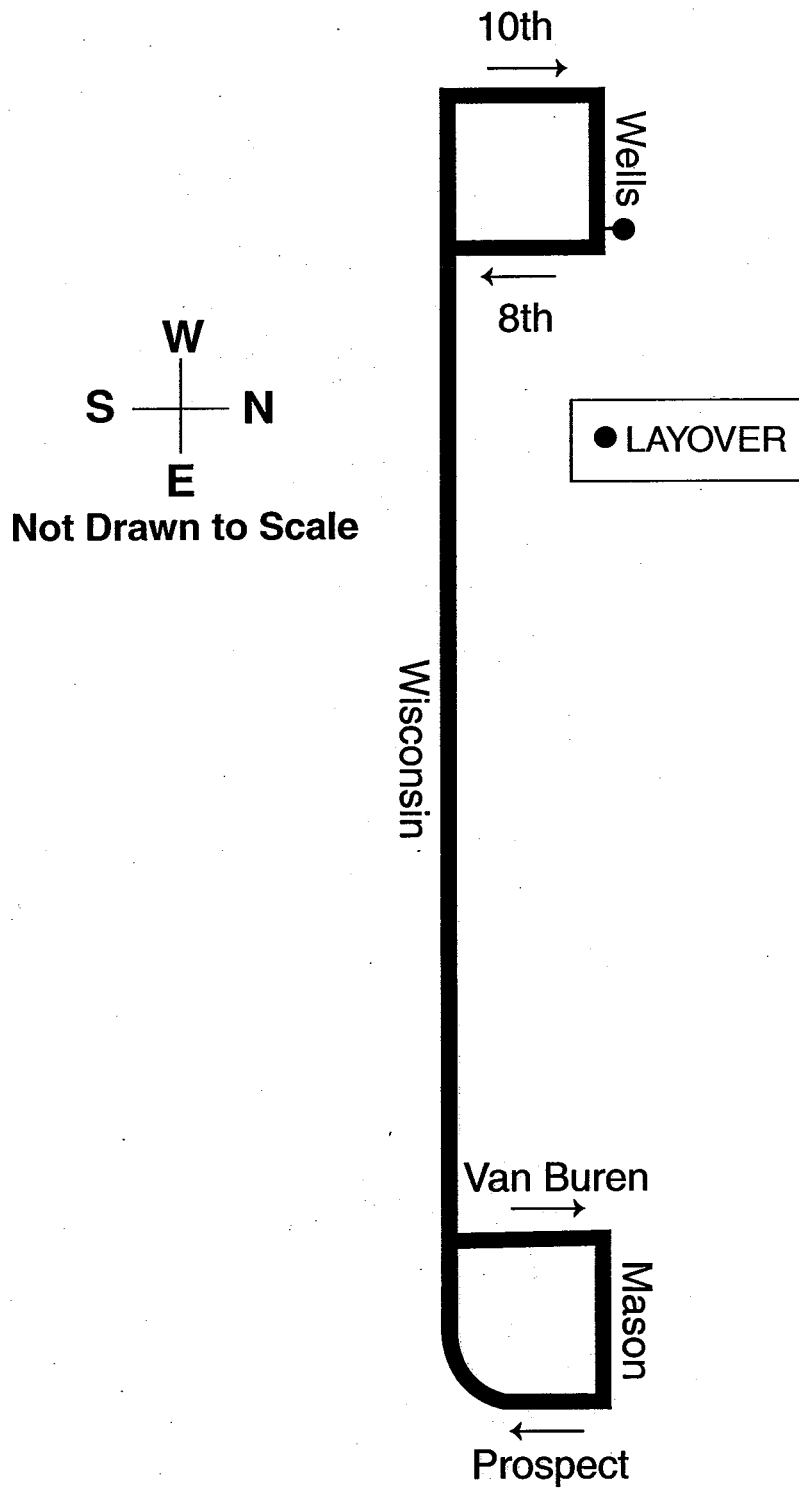 10th
Wells
8th
W
S N
E
Not Drawn to Scale
LAYOVER
Wisconsin
Van Buren
Mason
Prospect